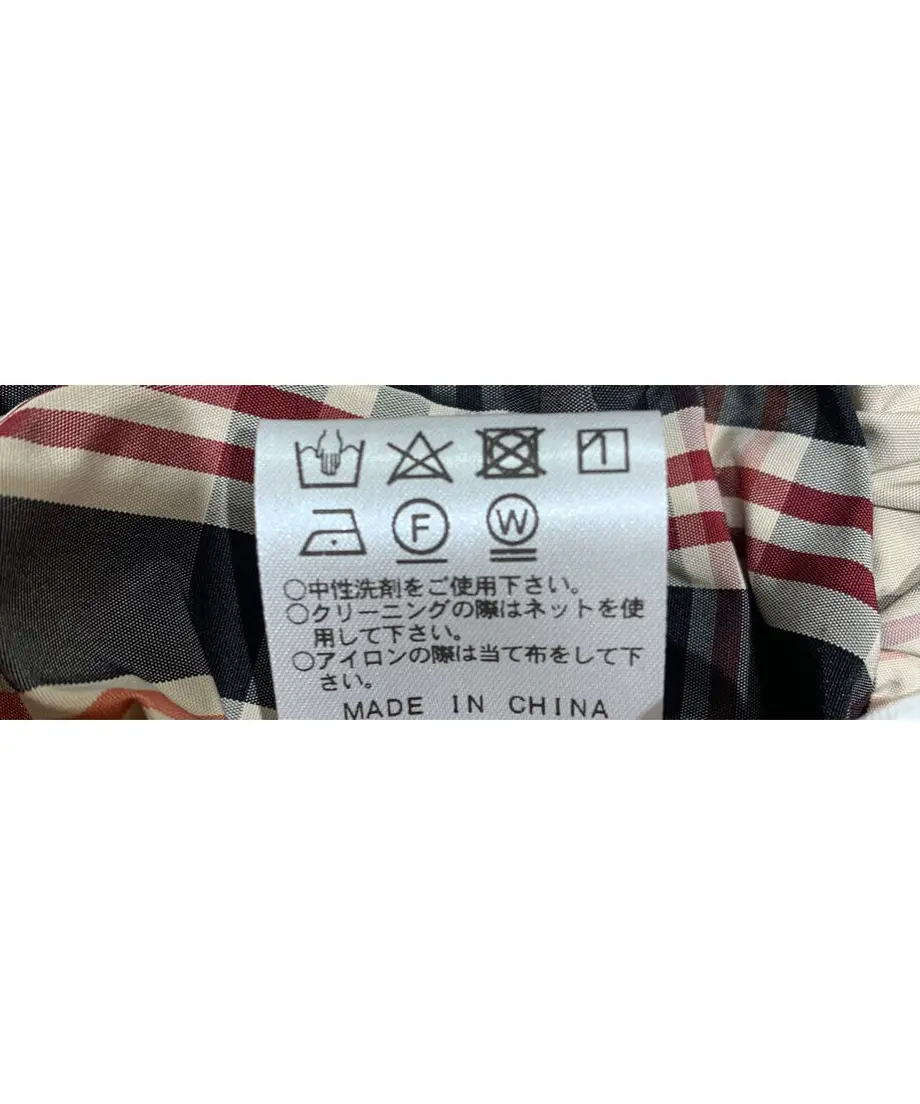 F
W
○中性洗剤をご使用下さい。
○クリーニングの際はネットを使
用して下さい。
○アイロンの際は当て布をして下
さい。
MADE IN CHINA